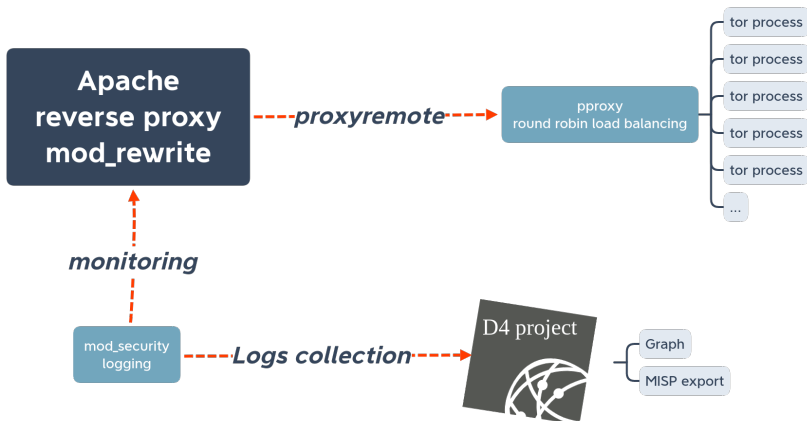 Apache
reverse proxy
mod_rewrite
proxyremote
pproxy
round robin load balancing
tor process
tor process
tor process
tor process
tor process
...
monitoring
mod_security
logging
Logs collection
D4 project
Graph
MISP export